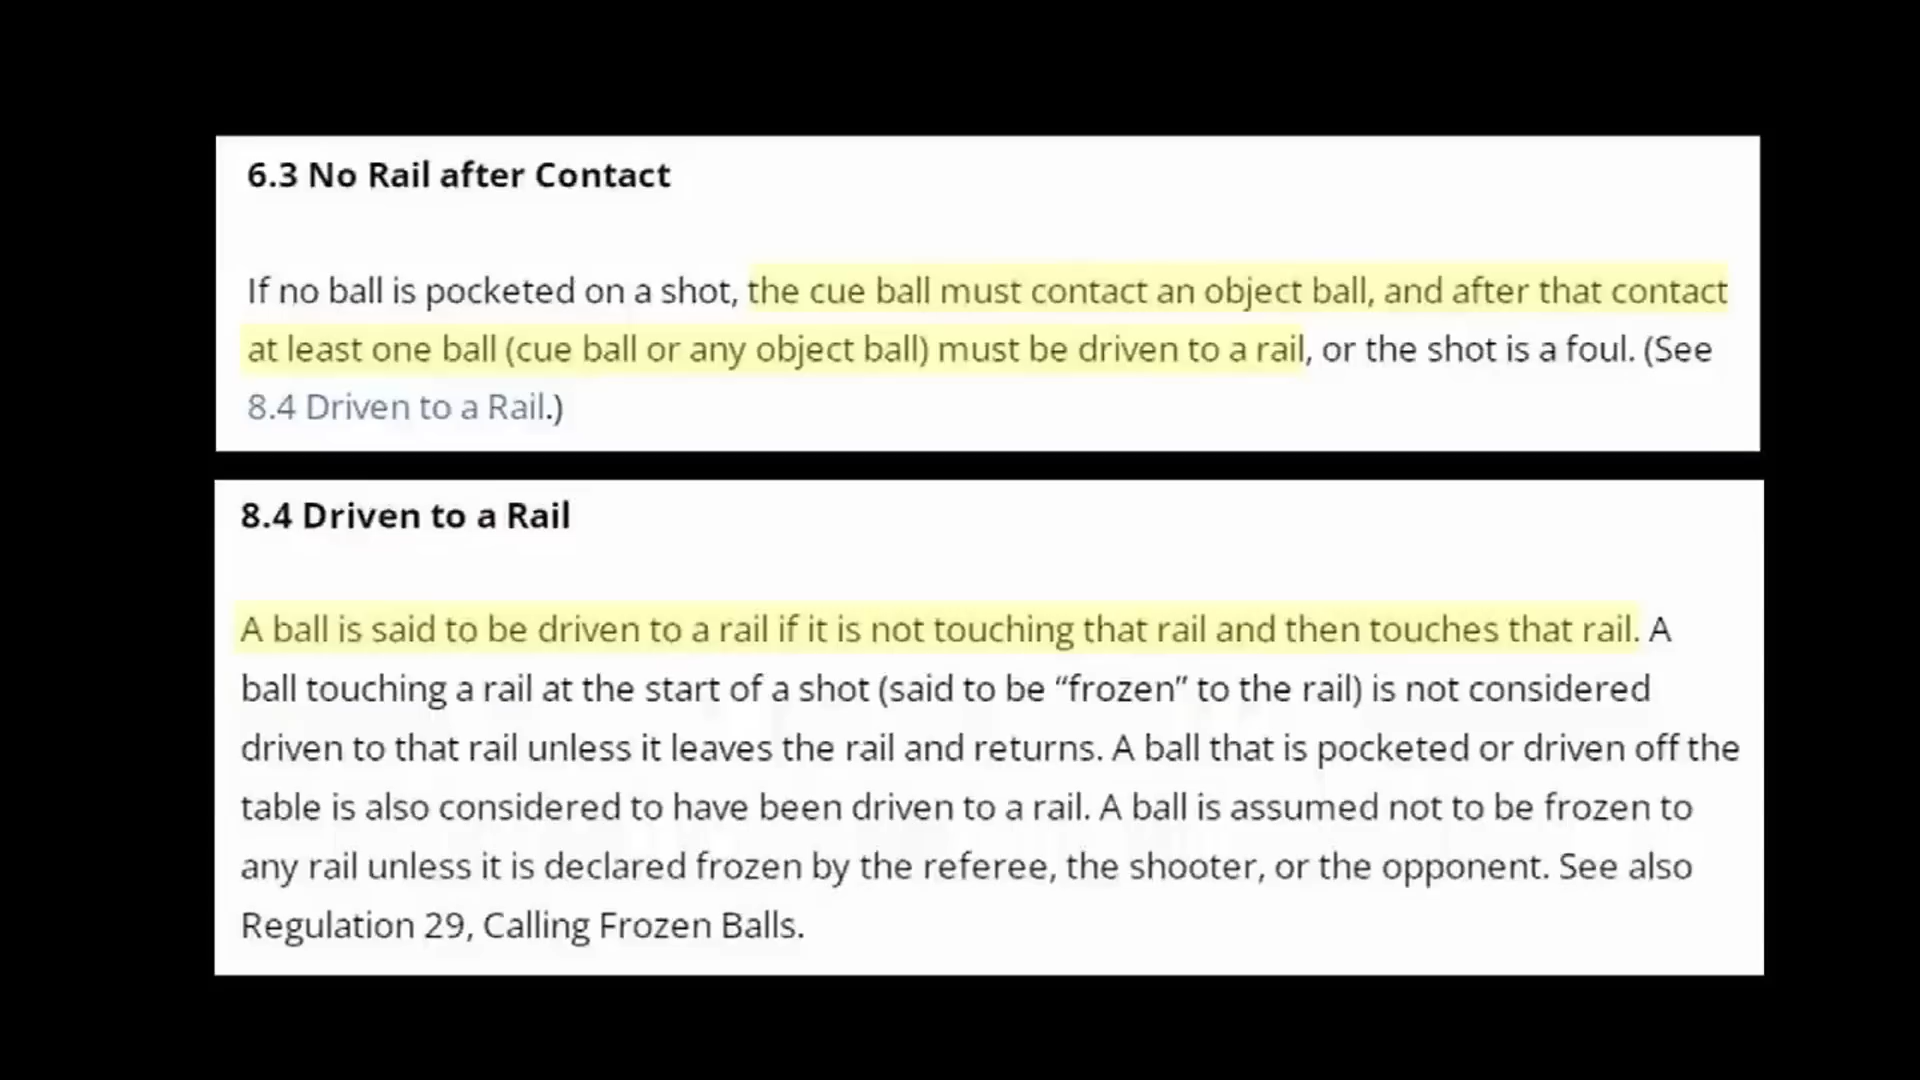 6.3 No Rail after Contact
If no ball is pocketed on a shot, the cue ball must contact an object ball, and after that contact
at least one ball (cue ball or any object ball) must be driven to a rail, or the shot is a foul. (See
8.4 Driven to a Rail.)
8.4 Driven to a Rail
A ball is said to be driven to a rail if it is not touching that rail and then touches that rail. A
ball touching a rail at the start of a shot (said to be “frozen” to the rail) is not considered
driven to that rail unless it leaves the rail and returns. A ball that is pocketed or driven off the
table is also considered to have been driven to a rail. A ball is assumed not to be frozen to
any rail unless it is declared frozen by the referee, the shooter, or the opponent. See also
Regulation 29, Calling Frozen Balls.